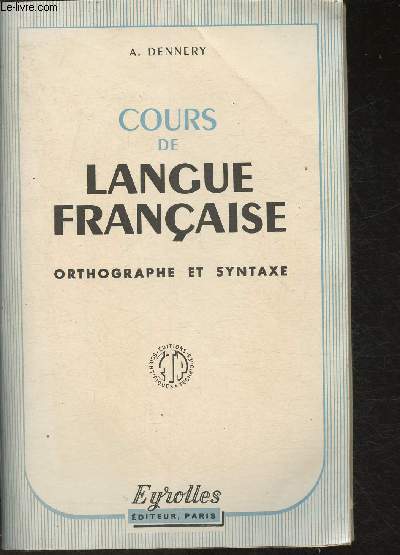 Le-livre.com
A. DENNERY
COURS
DE
LANGUE
FRANÇAISE
ORTHOGRAPHE ET SYNTAXE
Eyrolles
ÉDITEUR, PARIS